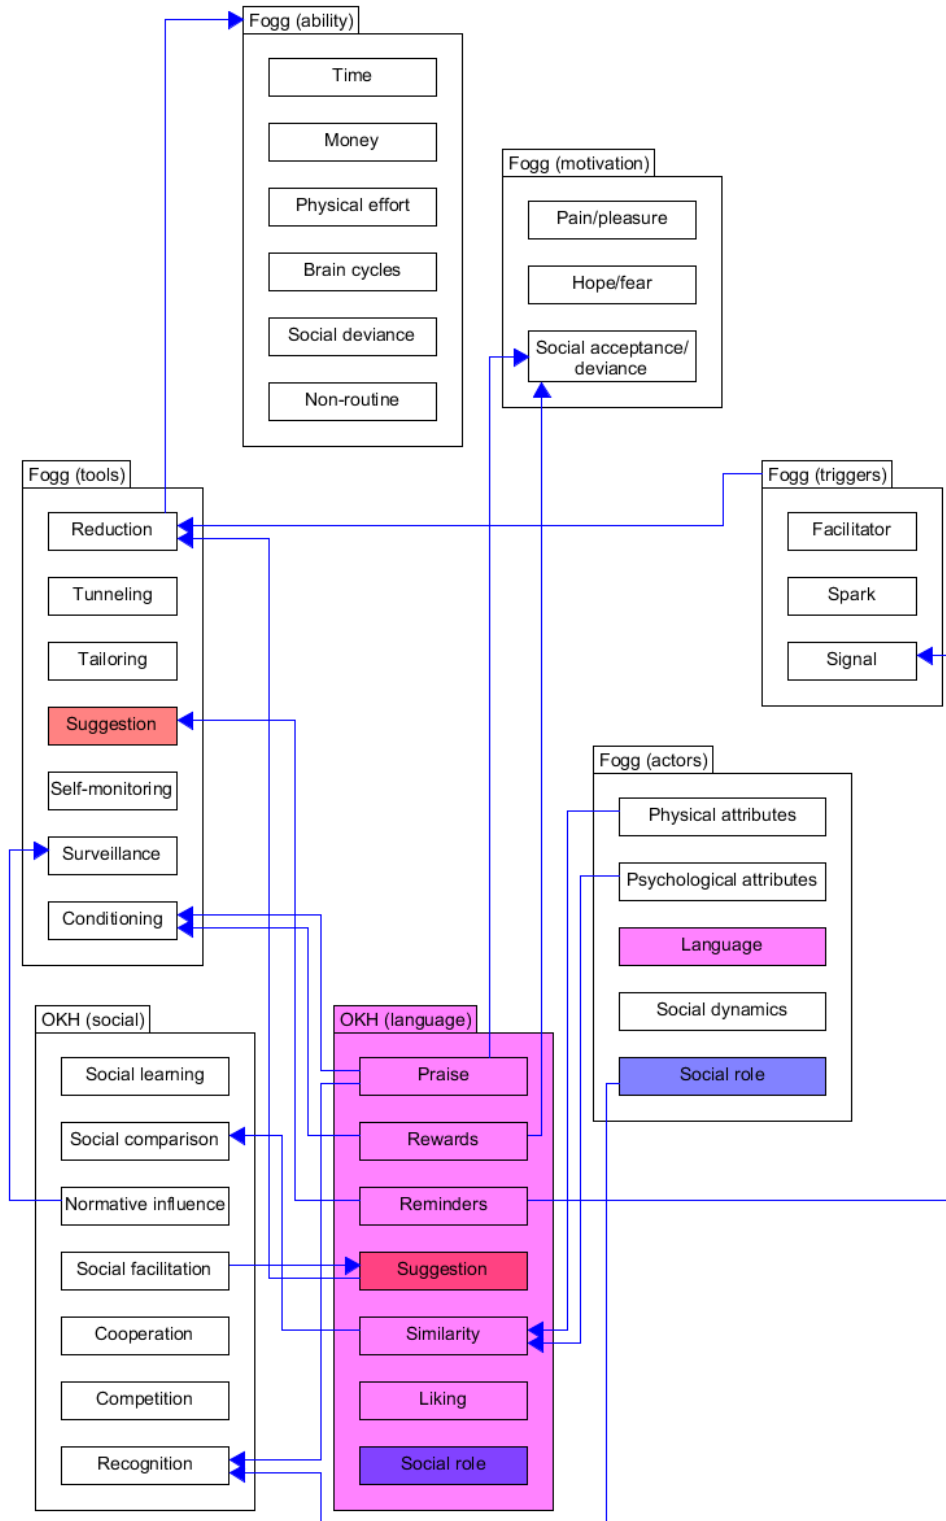 Fogg (ability)
Time
Money
Physical effort
Brain cycles
Social deviance
Non-routine
Fogg (motivation)
Pain/pleasure
Hope/fear
Social acceptance/
deviance
Fogg (tools)
Reduction
Tunneling
Tailoring
Suggestion
Self-monitoring
Surveillance
Conditioning
Fogg (triggers)
Facilitator
Spark
Signal
Fogg (actors)
Physical attributes
Psychological attributes
Language
Social dynamics
Social role
OKH (social)
Social learning
Social comparison
Normative influence
Social facilitation
Cooperation
Competition
Recognition
OKH (language)
Praise
Rewards
Reminders
Suggestion
Similarity
Liking
Social role